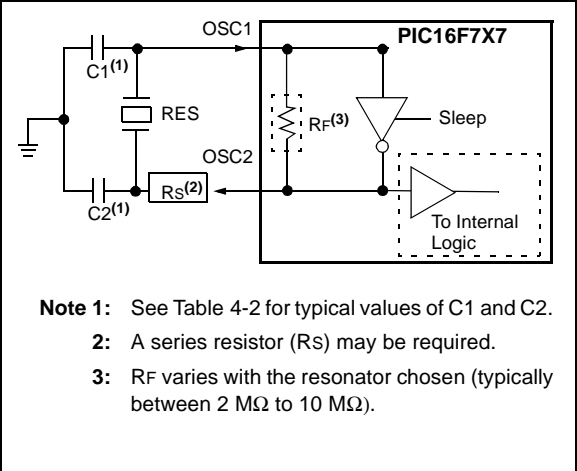 OSC1
PIC16F7X7
C1(1)
RES
RF(3)
Sleep
OSC2
RS(2)
C2(1)
To Internal
Logic
Note 1: See Table 4-2 for typical values of C1 and C2.
2: A series resistor (RS) may be required.
3: RF varies with the resonator chosen (typically
between 2 MΩ to 10 MΩ).